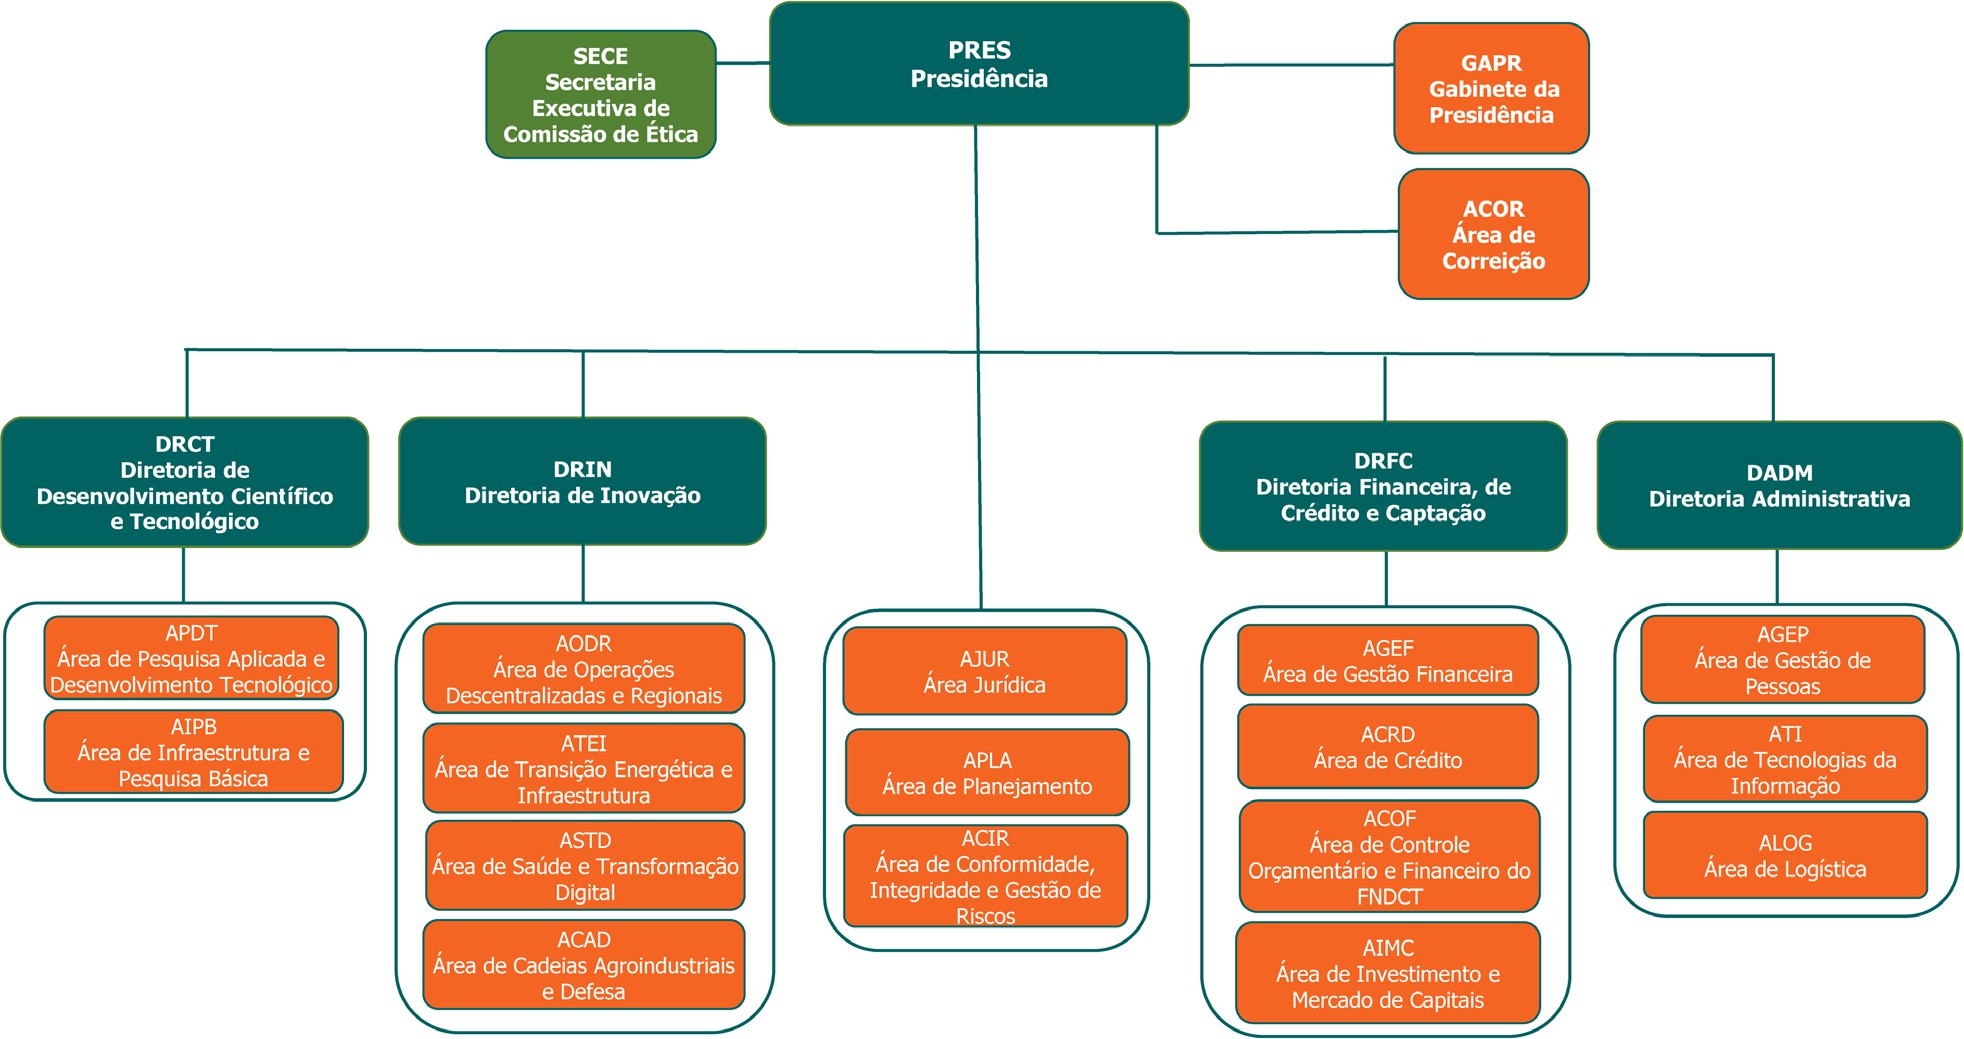 SECE
Secretaria
Executiva de
Comissão de Ética
PRES
Presidência
GAPR
Gabinete da
Presidência
ACOR
Área de
Correição
DRCT
Diretoria de
Desenvolvimento Científico
e Tecnológico
DRIN
Diretoria de Inovação
DRFC
Diretoria Financeira, de
Crédito e Captação
DADM
Diretoria Administrativa
APDT
Área de Pesquisa Aplicada e
Desenvolvimento Tecnológico
AIPB
Área de Infraestrutura e
Pesquisa Básica
AODR
Área de Operações
Descentralizadas e Regionais
ATEI
Área de Transição Energética e
Infraestrutura
ASTD
Área de Saúde e Transformação
Digital
ACAD
Área de Cadeias Agroindustriais
e Defesa
AJUR
Área Jurídica
APLA
Área de Planejamento
ACIR
Área de Conformidade,
Integridade e Gestão de
Riscos
AGEF
Área de Gestão Financeira
ACRD
Área de Crédito
ACOF
Área de Controle
Orçamentário e Financeiro do
FNDCT
AIMC
Área de Investimento e
Mercado de Capitais
AGEP
Área de Gestão de
Pessoas
ATI
Área de Tecnologias da
Informação
ALOG
Área de Logística